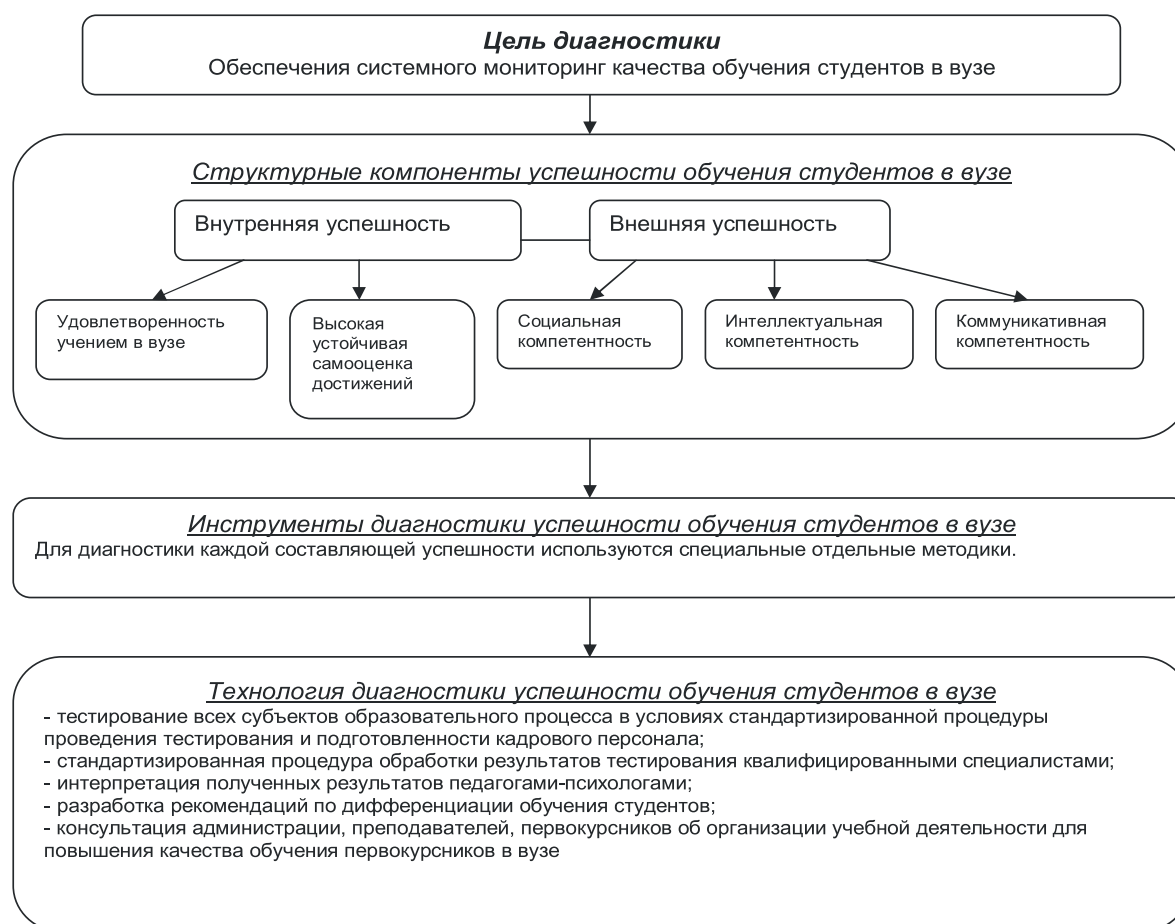 Цель диагностики
Обеспечения системного мониторинг качества обучения студентов в вузе
Структурные компоненты успешности обучения студентов в вузе
Внутренняя успешность
Внешняя успешность
Удовлетворенность
учением в вузе
Высокая
устойчивая
самооценка
достижений
Социальная
компетентность
Интеллектуальная
компетентность
Коммуникативная
компетентность
Инструменты диагностики успешности обучения студентов в вузе
Для диагностики каждой составляющей успешности используются специальные отдельные методики.
Технология диагностики успешности обучения студентов в вузе
- тестирование всех субъектов образовательного процесса в условиях стандартизированной процедуры
проведения тестирования и подготовленности кадрового персонала;
- стандартизированная процедура обработки результатов тестирования квалифицированными специалистами;
- интерпретация полученных результатов педагогами-психологами;
- разработка рекомендаций по дифференциации обучения студентов;
- консультация администрации, преподавателей, первокурсников об организации учебной деятельности для
повышения качества обучения первокурсников в вузе